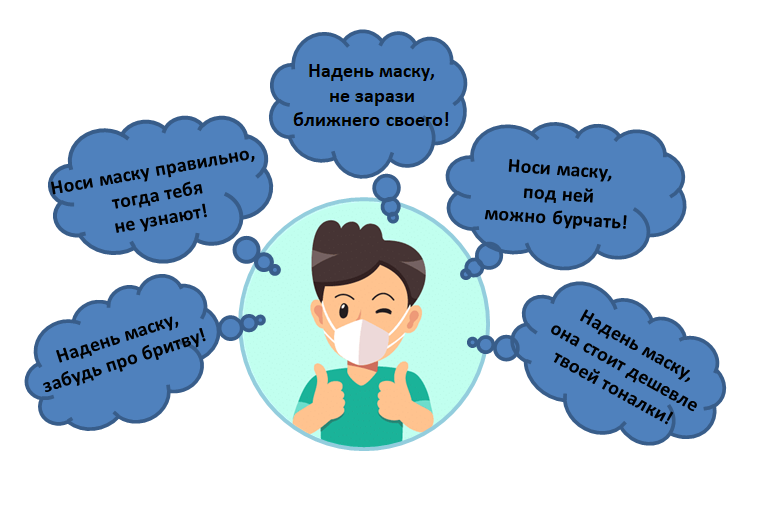 Надень маску,
не зарази
ближнего своего!
Носи маску правильно,
тогда тебя
не узнают!
Носи маску,
под ней
можно бурчать!
Надень маску,
забудь про бритву!
Надень маску,
она стоит дешевле
твоей тоналки!